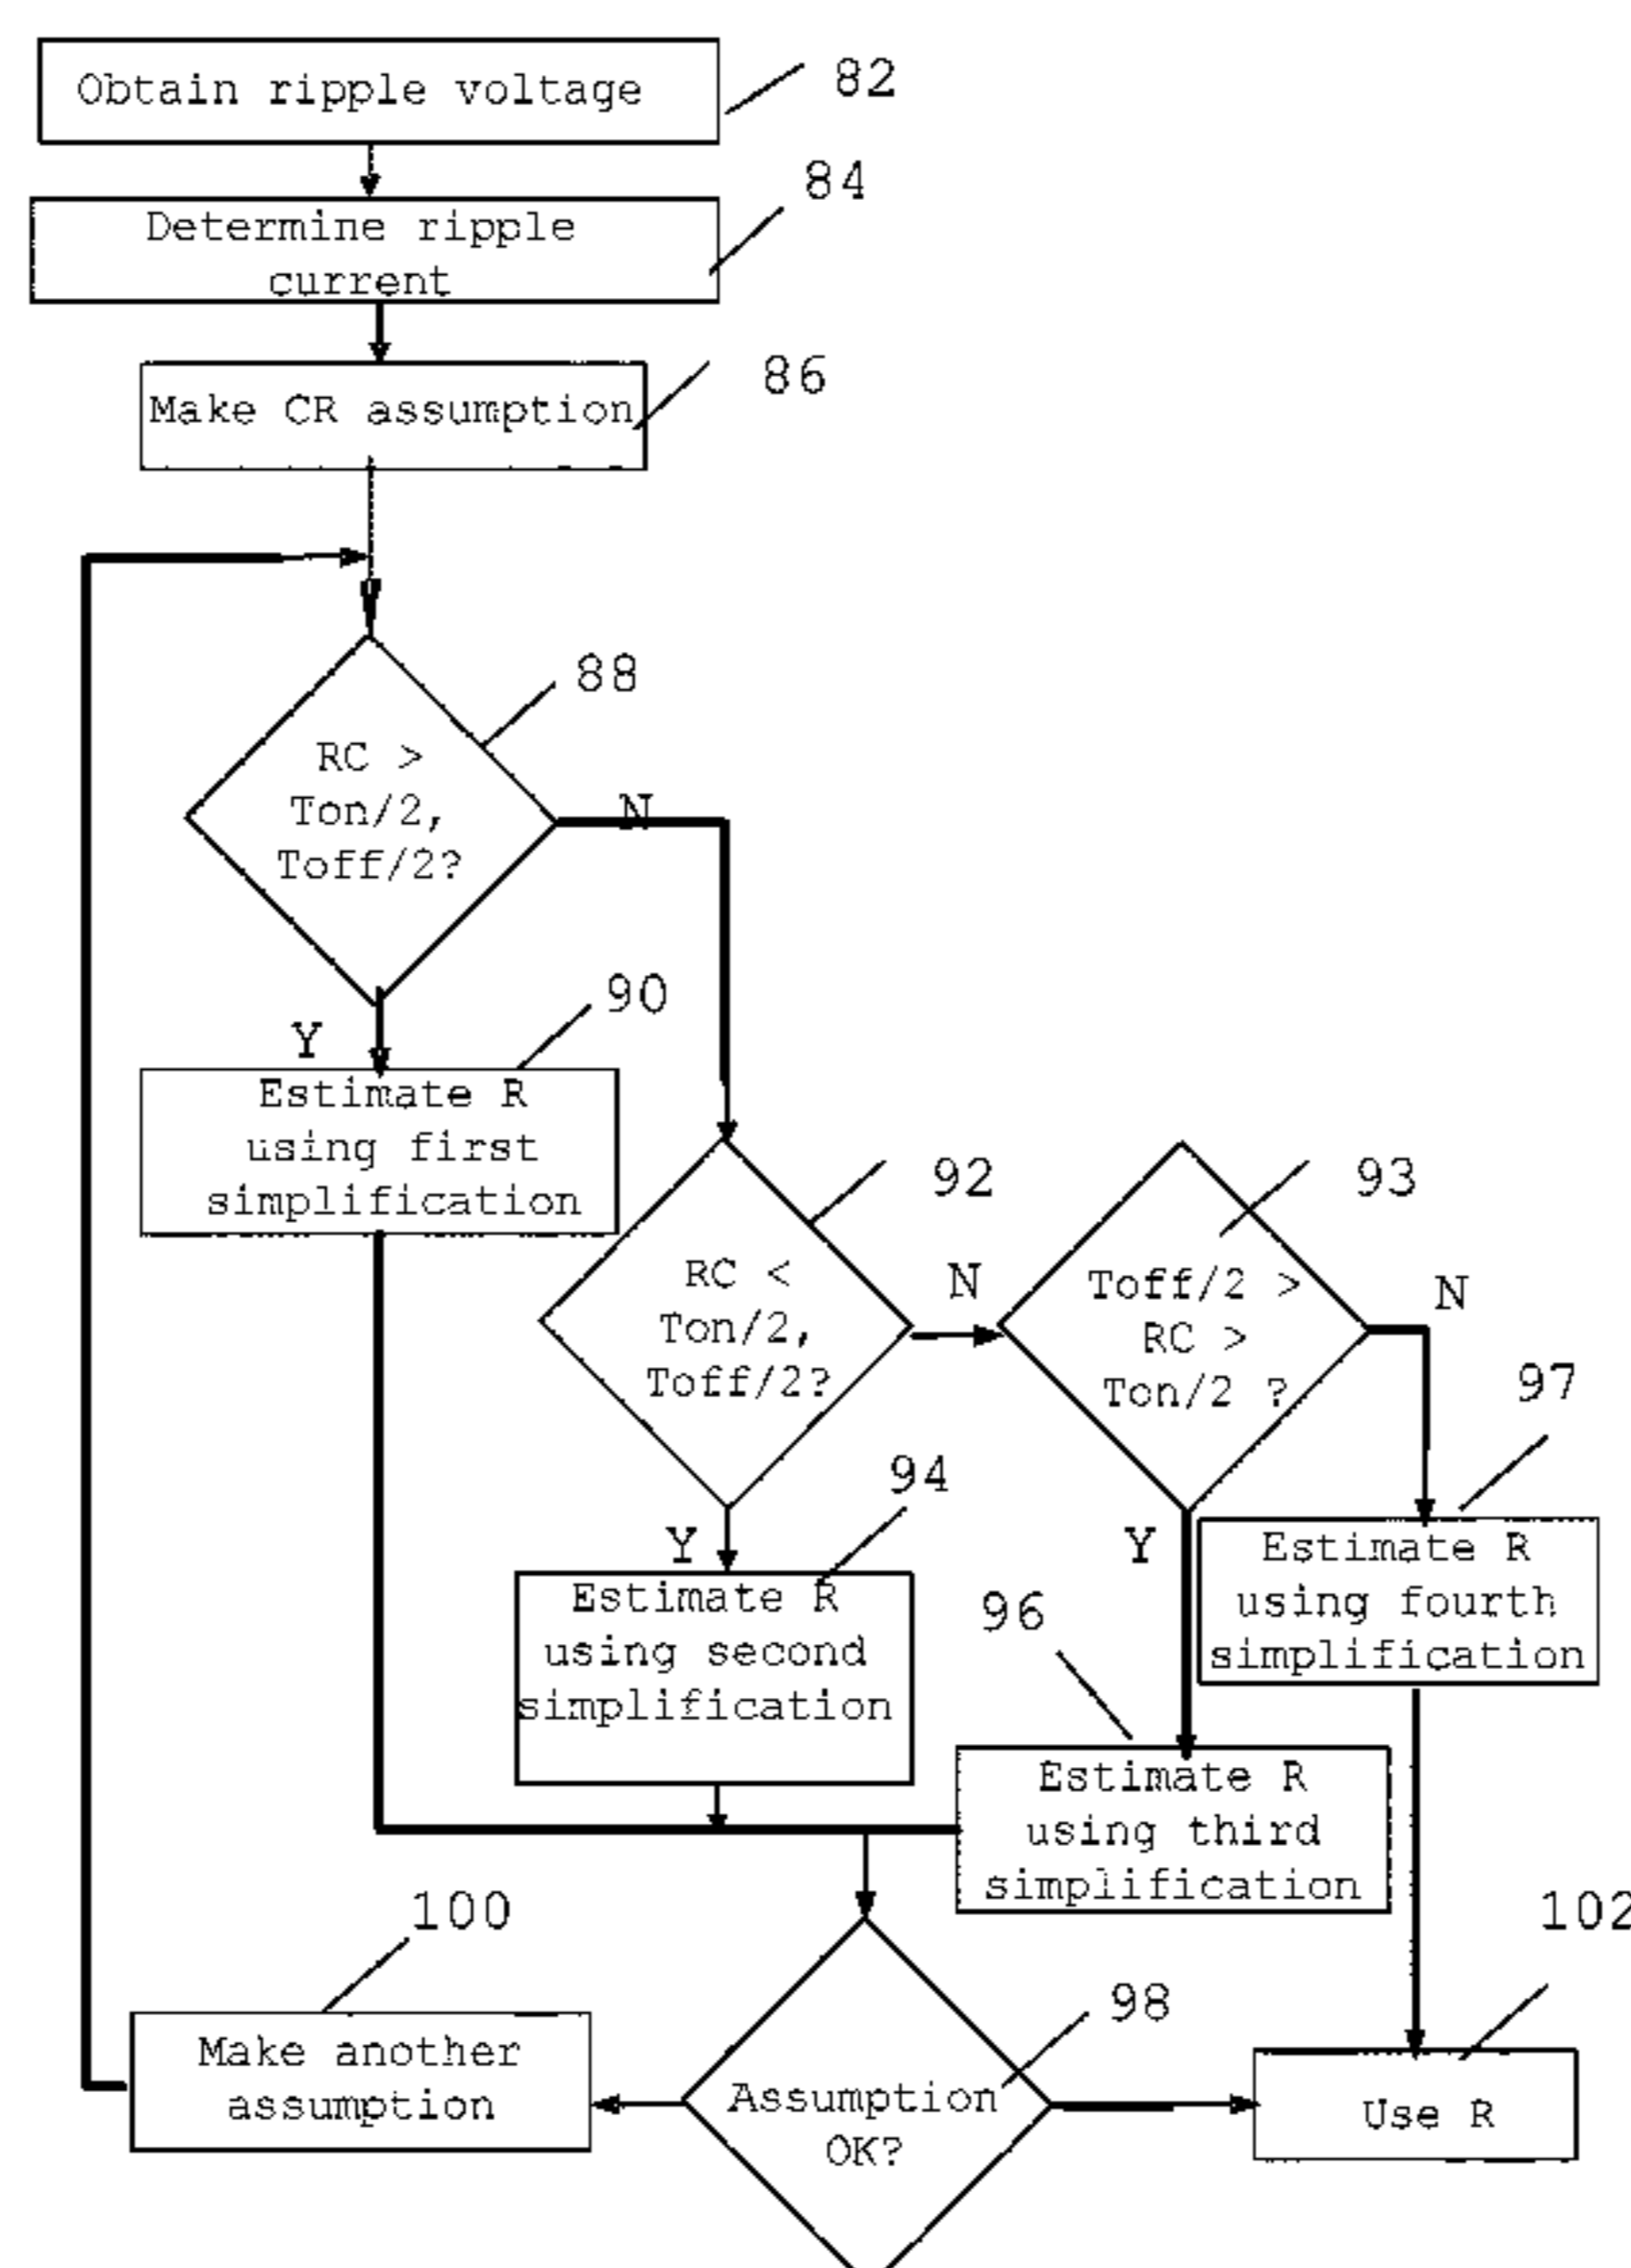 Obtain ripple voltage
82
84
Determine ripple
current
86
Make CR assumption
88
RC >
Ton/2,
Toff/2?
N
90
Y
Estimate R
using first
simplification
92
93
RC <
Ton/2,
Toff/2?
N
Toff/2 >
RC >
Ton/2 ?
N
97
94
Y
Y
Estimate R
using second
simplification
Estimate R
using fourth
simplification
96
Estimate R
using third
simplification
100
102
98
Make another
assumption
Assumption
OK?
Use R